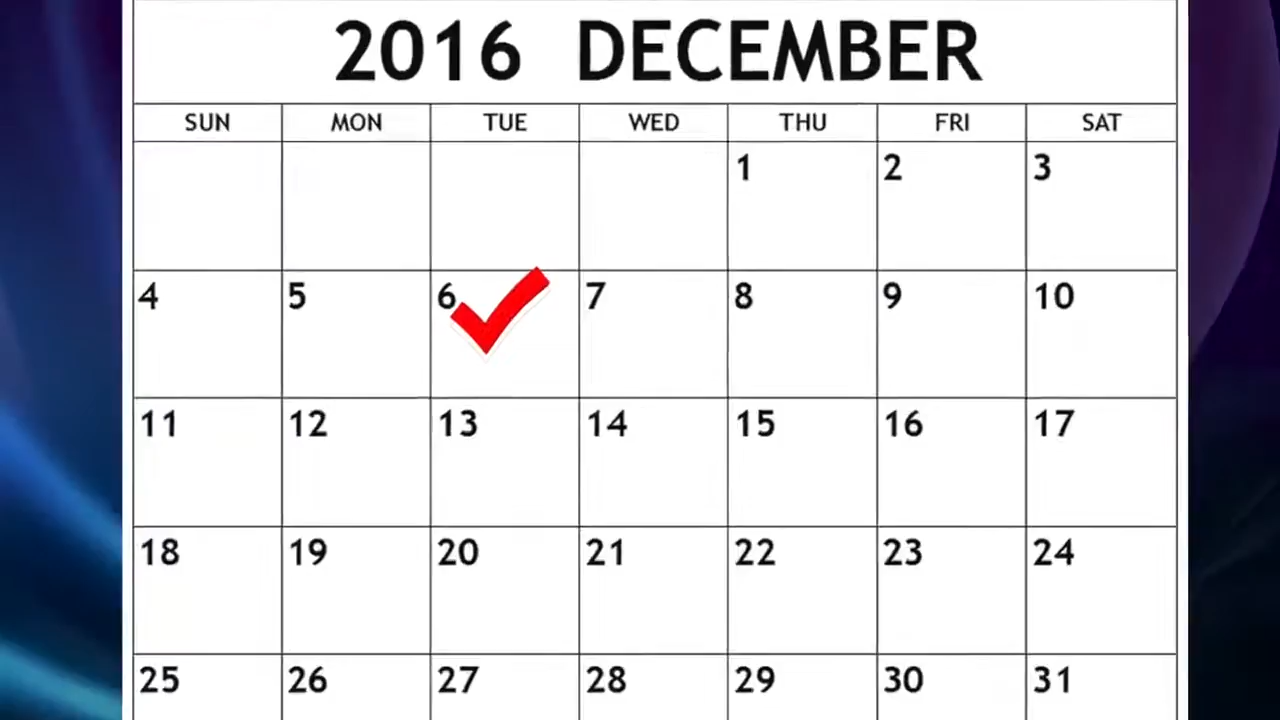 2016 DECEMBER
SUN MON TUE WED THU FRI SAT
1 2 3
4 5 6 7 8 9 10
11 12 13 14 15 16 17
18 19 20 21 22 23 24
25 26 27 28 29 30 31